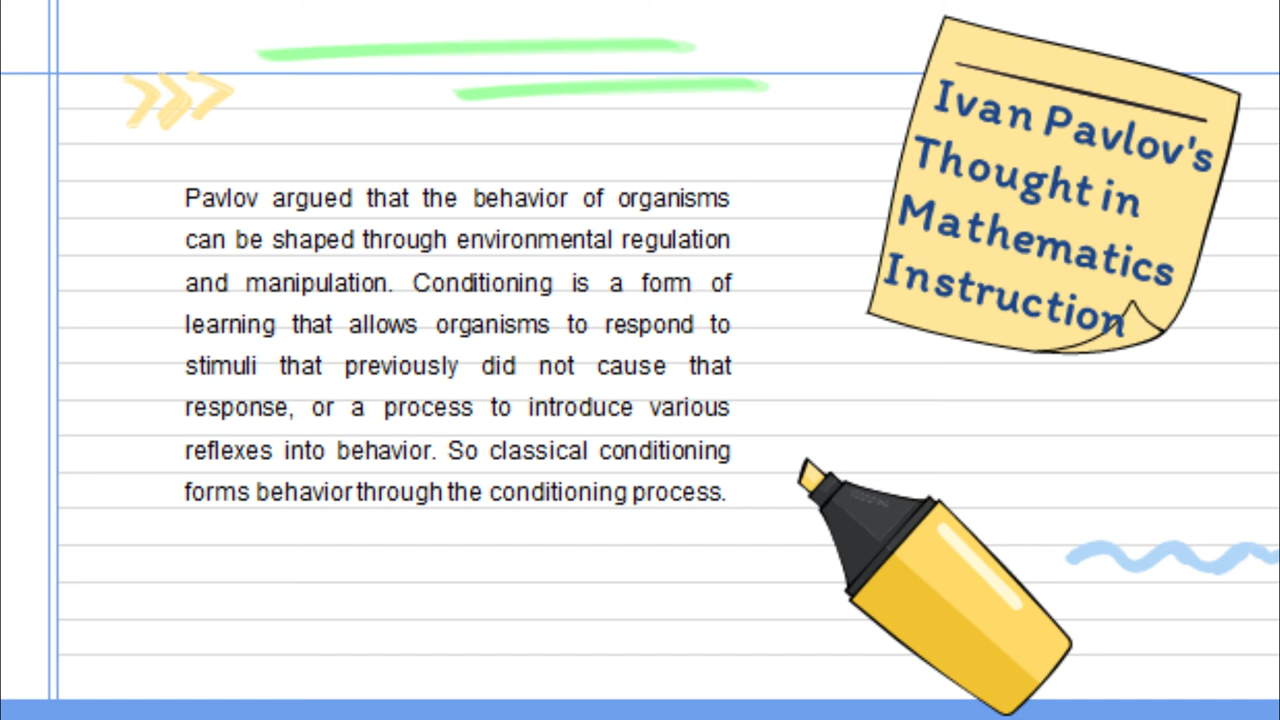 Ivan Pavlov's
Thought in
Mathematics
Instruction
Pavlov argued that the behavior of organisms
can be shaped through environmental regulation
and manipulation. Conditioning is a form of
learning that allows organisms to respond to
stimuli that previously did not cause that
response, or a process to introduce various
reflexes into behavior. So classical conditioning
forms behavior through the conditioning process.